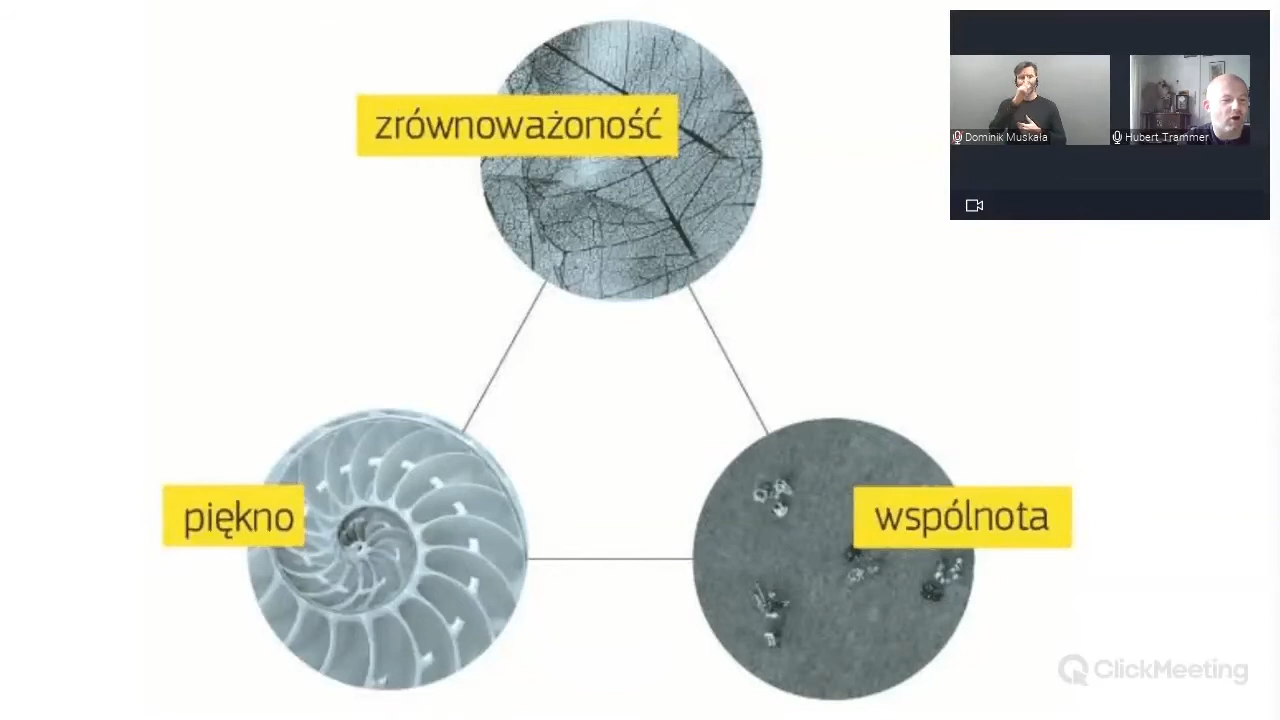 zrównoważoność
Dominik Muskała
Hubert Trammer
piękno
wspólnota
ClickMeeting